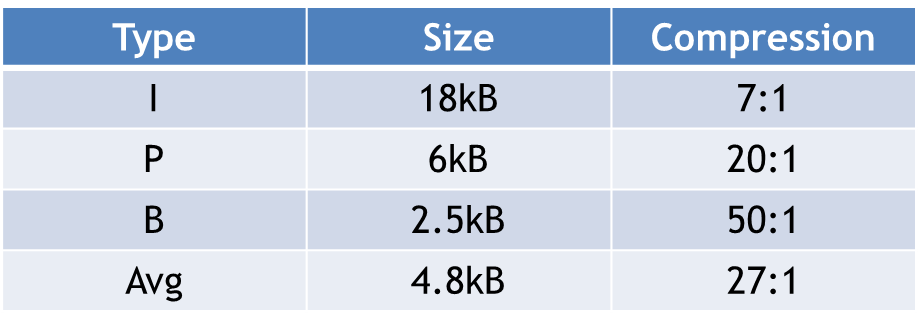 Type Size Compression
I 18kB 7:1
P 6kB 20:1
B 2.5kB 50:1
Avg 4.8kB 27:1